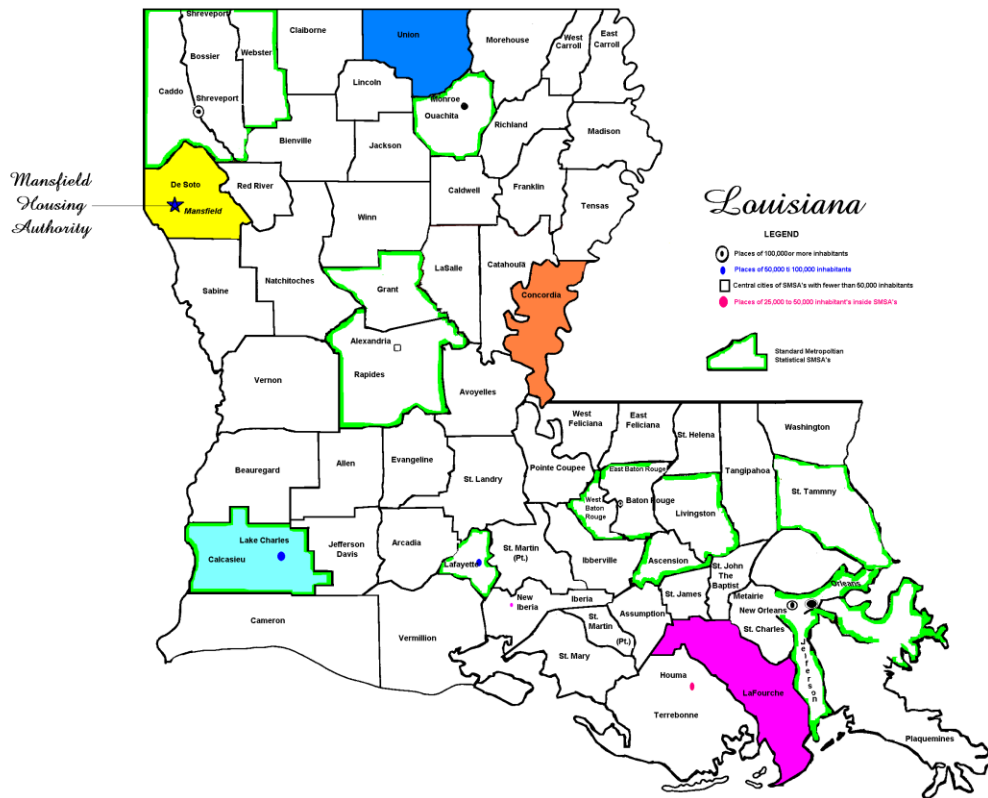 Shreveport
Claiborne
Union
Morehouse
West
Carroll
East
Carroll
Bossier
Webster
Lincoln
Caddo
Shreveport
Monroe
Ouachita
Richland
Madison
Bienville
Jackson
Mansfield
Housing
Authority
De Soto
Mansfield
Red River
Caldwell
Franklin
Tensas
Winn
Natchitoches
LaSalle
Catahoula
Sabine
Grant
Concordia
Alexandria
Rapides
Vernon
Avoyelles
Louisiana
LEGEND
Places of 100,000or more inhabitants
Places of 50,000 ti 100,000 inhabitants
Central cities of SMSA's with fewer than 50,000 inhabitants
Places of 25,000 to 50,000 inhabitant's inside SMSA's
Standard Metropoltian
Statistical SMSA's
West
Feliciana
East
Feliciana
St. Helena
Washington
Beauregard
Allen
Evangeline
St. Landry
Pointe Coupee
East Baton Rouge
Tangipahoa
West
Baton
Rouge
Baton Rouge
Livingston
St. Tammny
Lake Charles
Calcasieu
Jefferson
Davis
Arcadia
Lafayette
St. Martin
(Pt.)
Ibberville
Ascension
St. John
The
Baptist
Orleans
Cameron
Vermillion
New
Iberia
Iberia
St.
Martin
(Pt.)
Assumption
St. James
Metairie
New Orleans
St. Charles
Jefferson
St. Mary
Houma
Terrebonne
LaFourche
Plaquemines